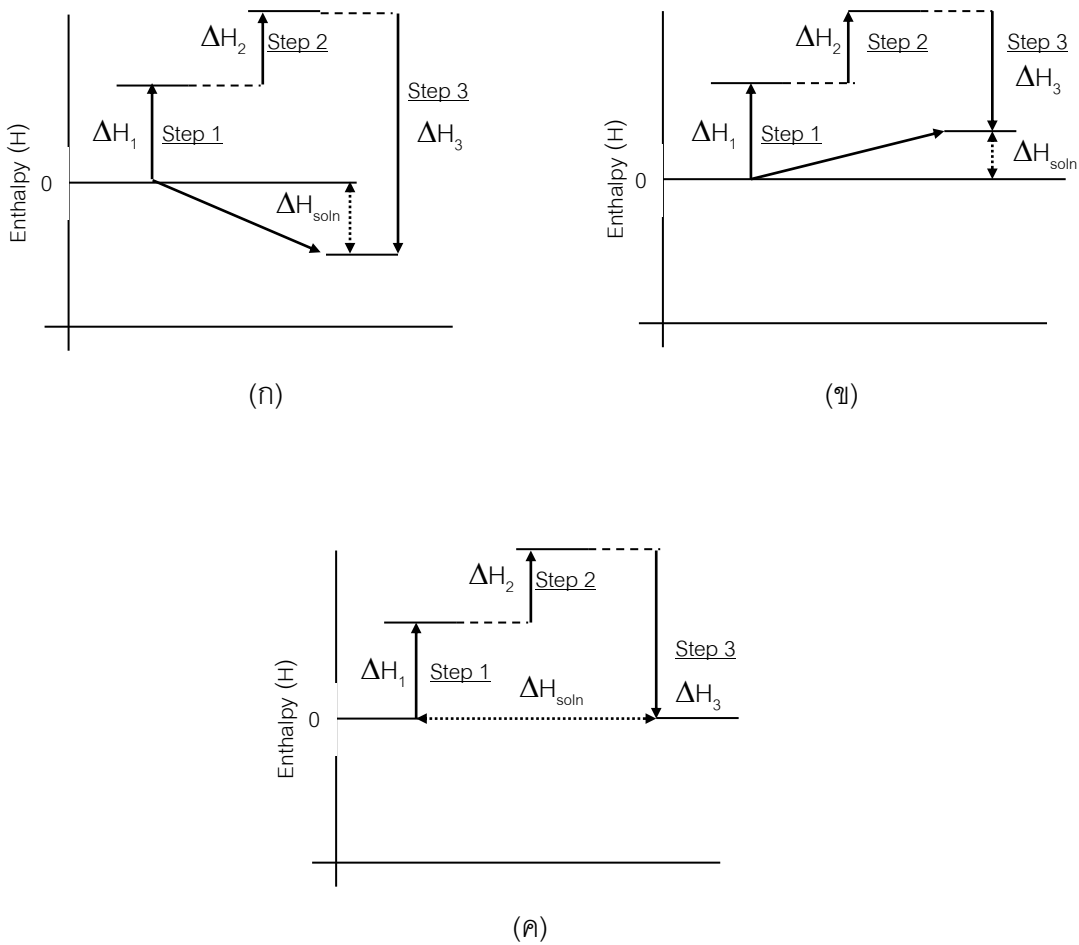 ΔH₂ Step 2
Step 3
ΔH₁ Step 1
ΔH₃
Enthalpy (H)
0
ΔHsoln
(ก)
ΔH₂ Step 2 Step 3
ΔH₃
ΔH₁ Step 1
ΔHsoln
Enthalpy (H)
0
(ข)
ΔH₂ Step 2
Step 3
ΔH₁ Step 1
ΔHsoln ΔH₃
Enthalpy (H)
0
(ค)